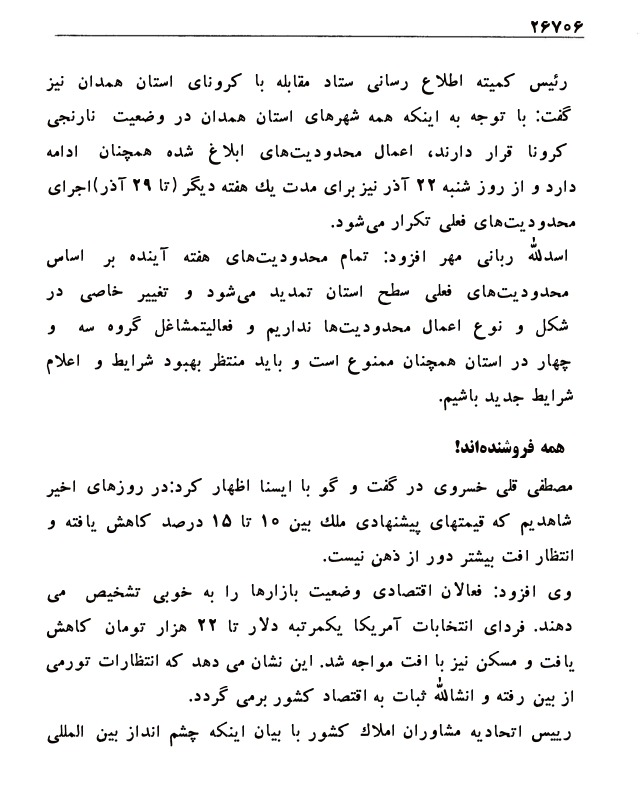 ۲۶۷۰۶
رئیس کمیته اطلاع رسانی ستاد مقابله با کرونای استان همدان نیز
گفت: با توجه به اینکه همه شهرهای استان همدان در وضعیت نارنجی
کرونا قرار دارند، اعمال محدودیت‌های ابلاغ شده همچنان ادامه
دارد و از روز شنبه ۲۲ آذر نیز برای مدت یك هفته دیگر (تا ۲۹ آذر)اجرای
محدودیت‌های فعلی تکرار می‌شود.
اسدﷲ ربانی مهر افزود: تمام محدودیت‌های هفته آینده بر اساس
محدودیت‌های فعلی سطح استان تمدید می‌شود و تغییر خاصی در
شکل و نوع اعمال محدودیت‌ها نداریم و فعالیتمشاغل گروه سه و
چهار در استان همچنان ممنوع است و باید منتظر بهبود شرایط و اعلام
شرایط جدید باشیم.
همه فروشنده‌اند!
مصطفی قلی خسروی در گفت و گو با ایسنا اظهار کرد:در روزهای اخیر
شاهدیم که قیمتهای پیشنهادی ملك بین ۱۰ تا ۱۵ درصد کاهش یافته و
انتظار افت بیشتر دور از ذهن نیست.
وی افزود: فعالان اقتصادی وضعیت بازارها را به خوبی تشخیص می
دهند. فردای انتخابات آمریکا یکمرتبه دلار تا ۲۲ هزار تومان کاهش
یافت و مسکن نیز با افت مواجه شد. این نشان می دهد که انتظارات تورمی
از بین رفته و انشاﷲ ثبات به اقتصاد کشور برمی گردد.
رییس اتحادیه مشاوران املاك کشور با بیان اینکه چشم انداز بین المللی